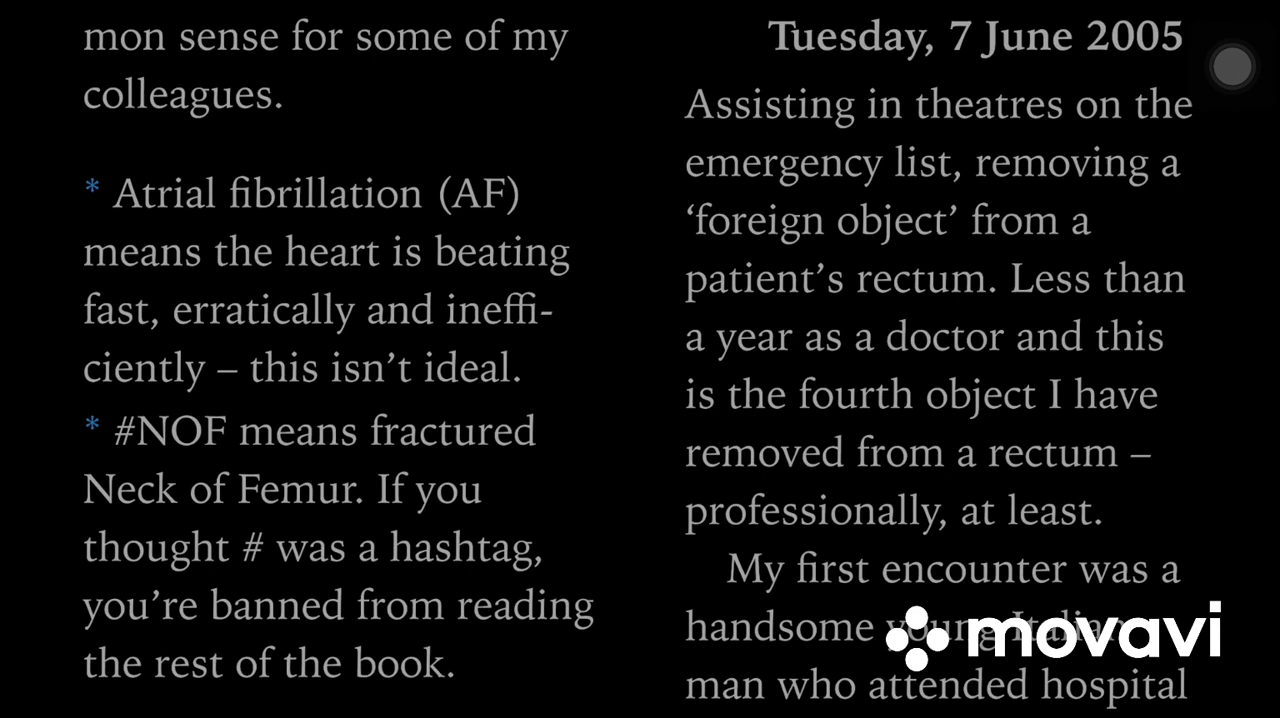 mon sense for some of my
colleagues.
* Atrial fibrillation (AF)
means the heart is beating
fast, erratically and ineffi-
ciently – this isn’t ideal.
* #NOF means fractured
Neck of Femur. If you
thought # was a hashtag,
you’re banned from reading
the rest of the book.
Tuesday, 7 June 2005
Assisting in theatres on the
emergency list, removing a
‘foreign object’ from a
patient’s rectum. Less than
a year as a doctor and this
is the fourth object I have
removed from a rectum –
professionally, at least.
My first encounter was a
handsome young Italian
man who attended hospital
movavi